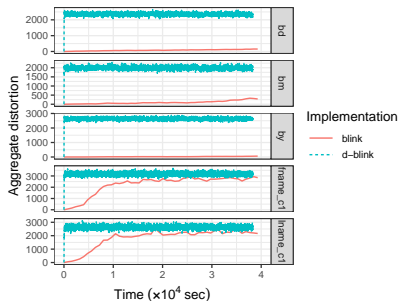 2000
1000
0
bd
2000
1500
1000
500
0
bm
3000
2000
1000
0
by
3000
2000
1000
0
fname_c1
3000
2000
1000
0
lname_c1
0
1
2
3
4
Time (×10⁴ sec)
Aggregate distortion
Implementation
blink
d−blink